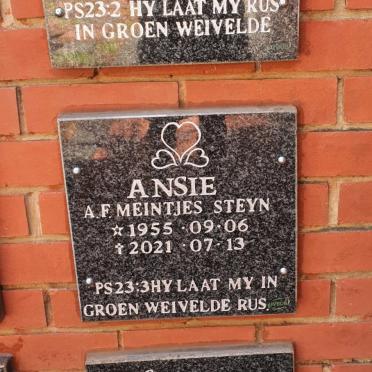 PS23:2 HY LAAT MY RUS
IN GROEN WEIVELDE
ANSIE
A.F MEINTJES STEYN
☆ 1955 · 09 · 06
✝ 2021 · 07 · 13
PS23:3HY LAAT MY IN
GROEN WEIVELDE RUS.